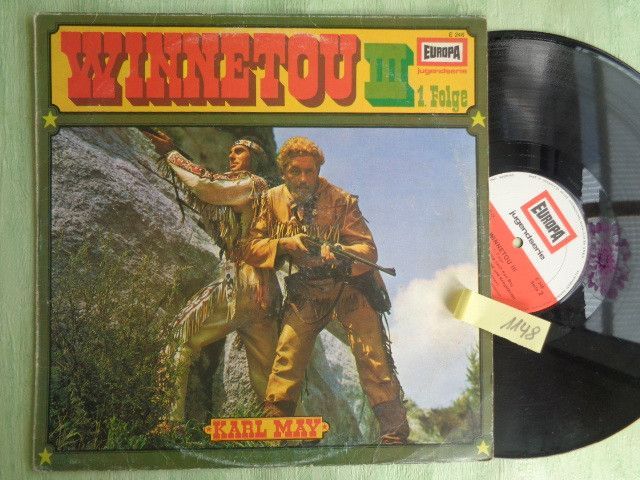 E 246
WINNETOU III
EUROPA
jugendserie
1. Folge
KARL MAY
EUROPA
jugendserie
WINNETOU III
1148